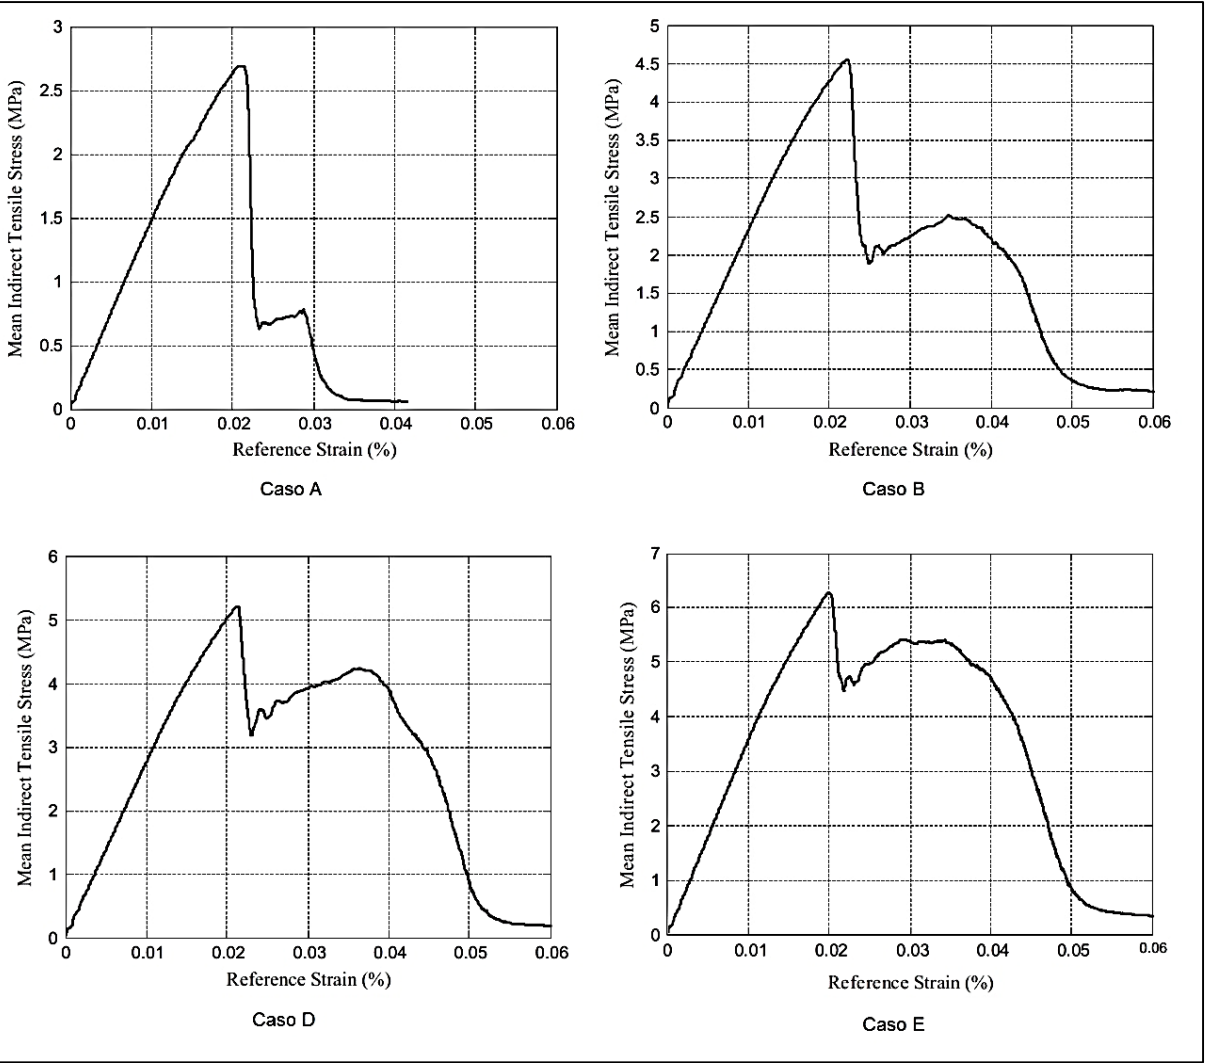 3
2.5
2
1.5
1
0.5
0
Mean Indirect Tensile Stress (MPa)
0 0.01 0.02 0.03 0.04 0.05 0.06
Reference Strain (%)
Caso A
5
4.5
4
3.5
3
2.5
2
1.5
1
0.5
0
Mean Indirect Tensile Stress (MPa)
0 0.01 0.02 0.03 0.04 0.05 0.06
Reference Strain (%)
Caso B
6
5
4
3
2
1
0
Mean Indirect Tensile Stress (MPa)
0 0.01 0.02 0.03 0.04 0.05 0.06
Reference Strain (%)
Caso D
7
6
5
4
3
2
1
0
Mean Indirect Tensile Stress (MPa)
0 0.01 0.02 0.03 0.04 0.05 0.06
Reference Strain (%)
Caso E